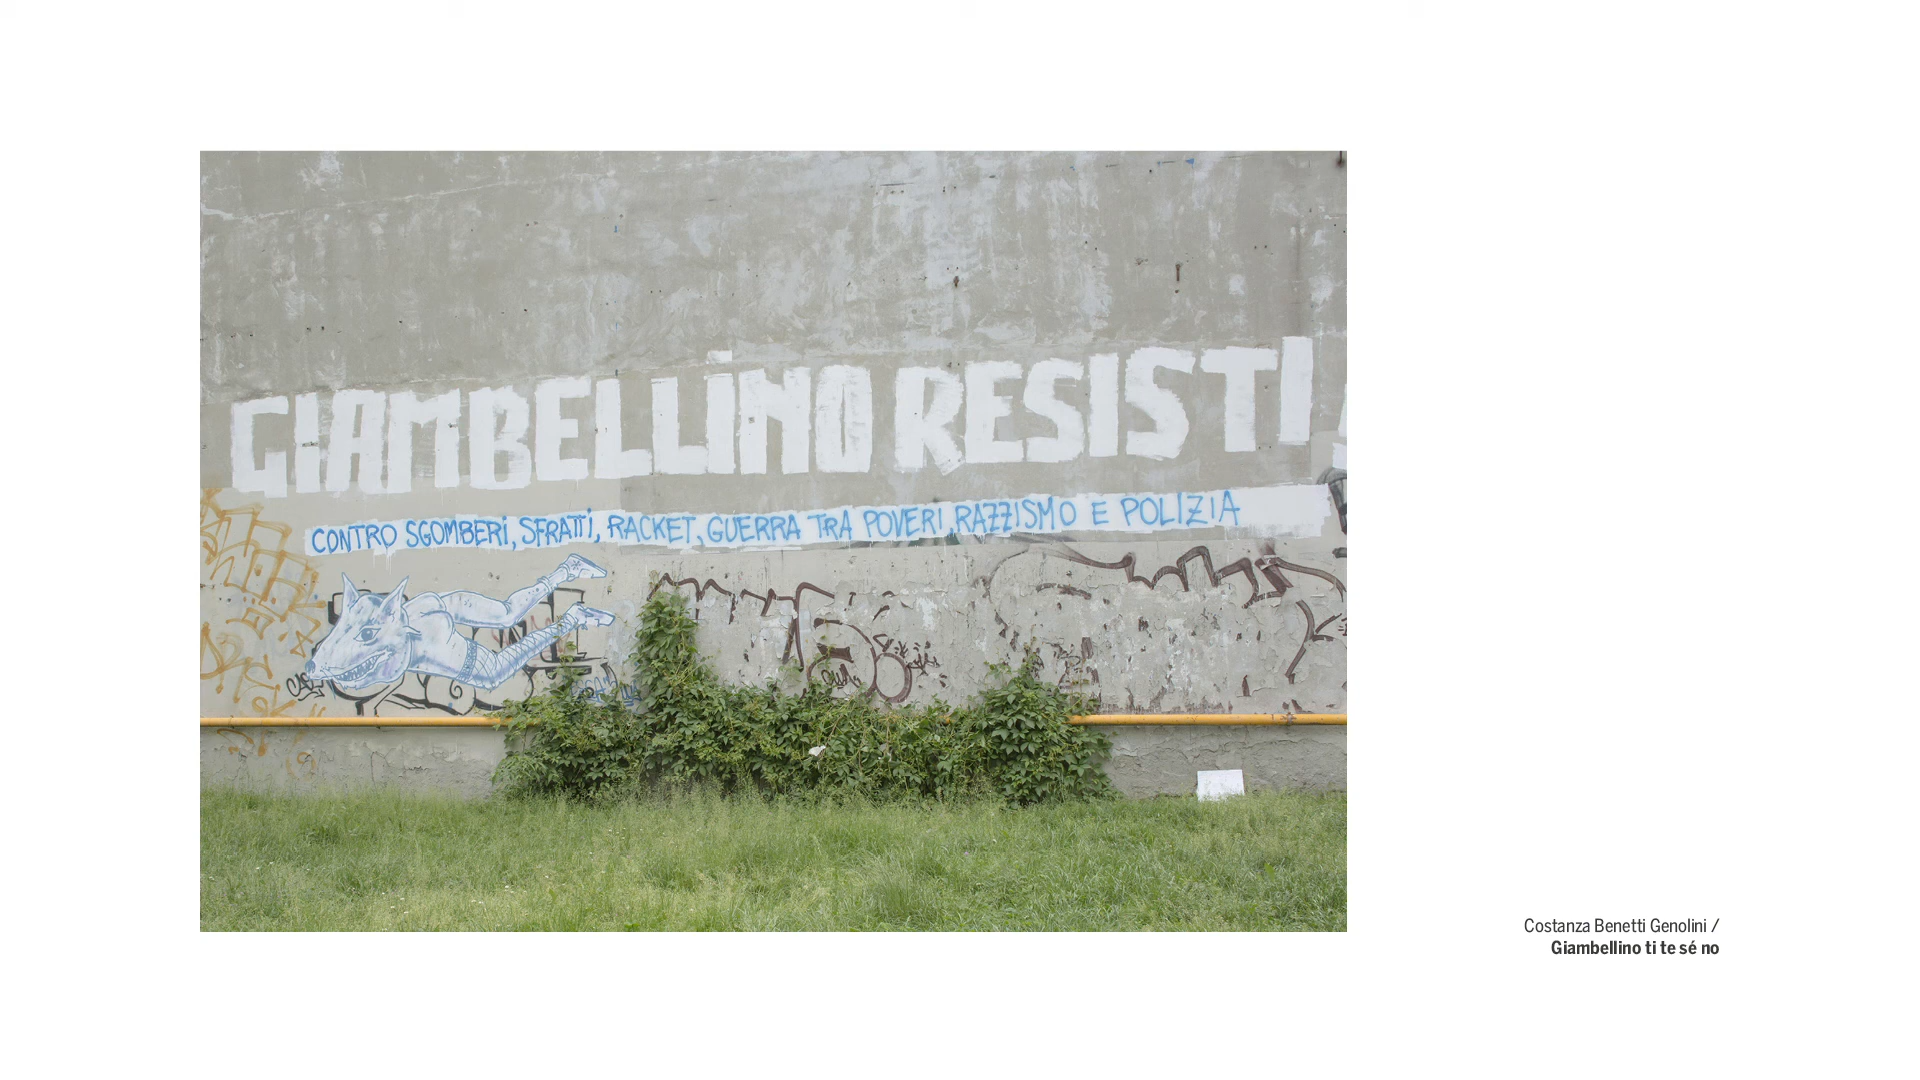 GIAMBELLINO RESISTI!
CONTRO SGOMBERI, SFRATTI, RACKET, GUERRA TRA POVERI, RAZZISMO E POLIZIA
Costanza Benetti Genolini /
Giambellino ti te sé no